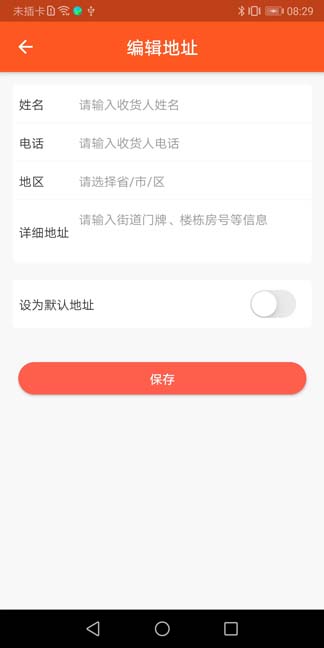 未插卡 08:29
编辑地址
姓名 请输入收货人姓名
电话 请输入收货人电话
地区 请选择省/市/区
详细地址 请输入街道门牌、楼栋房号等信息
设为默认地址
保存